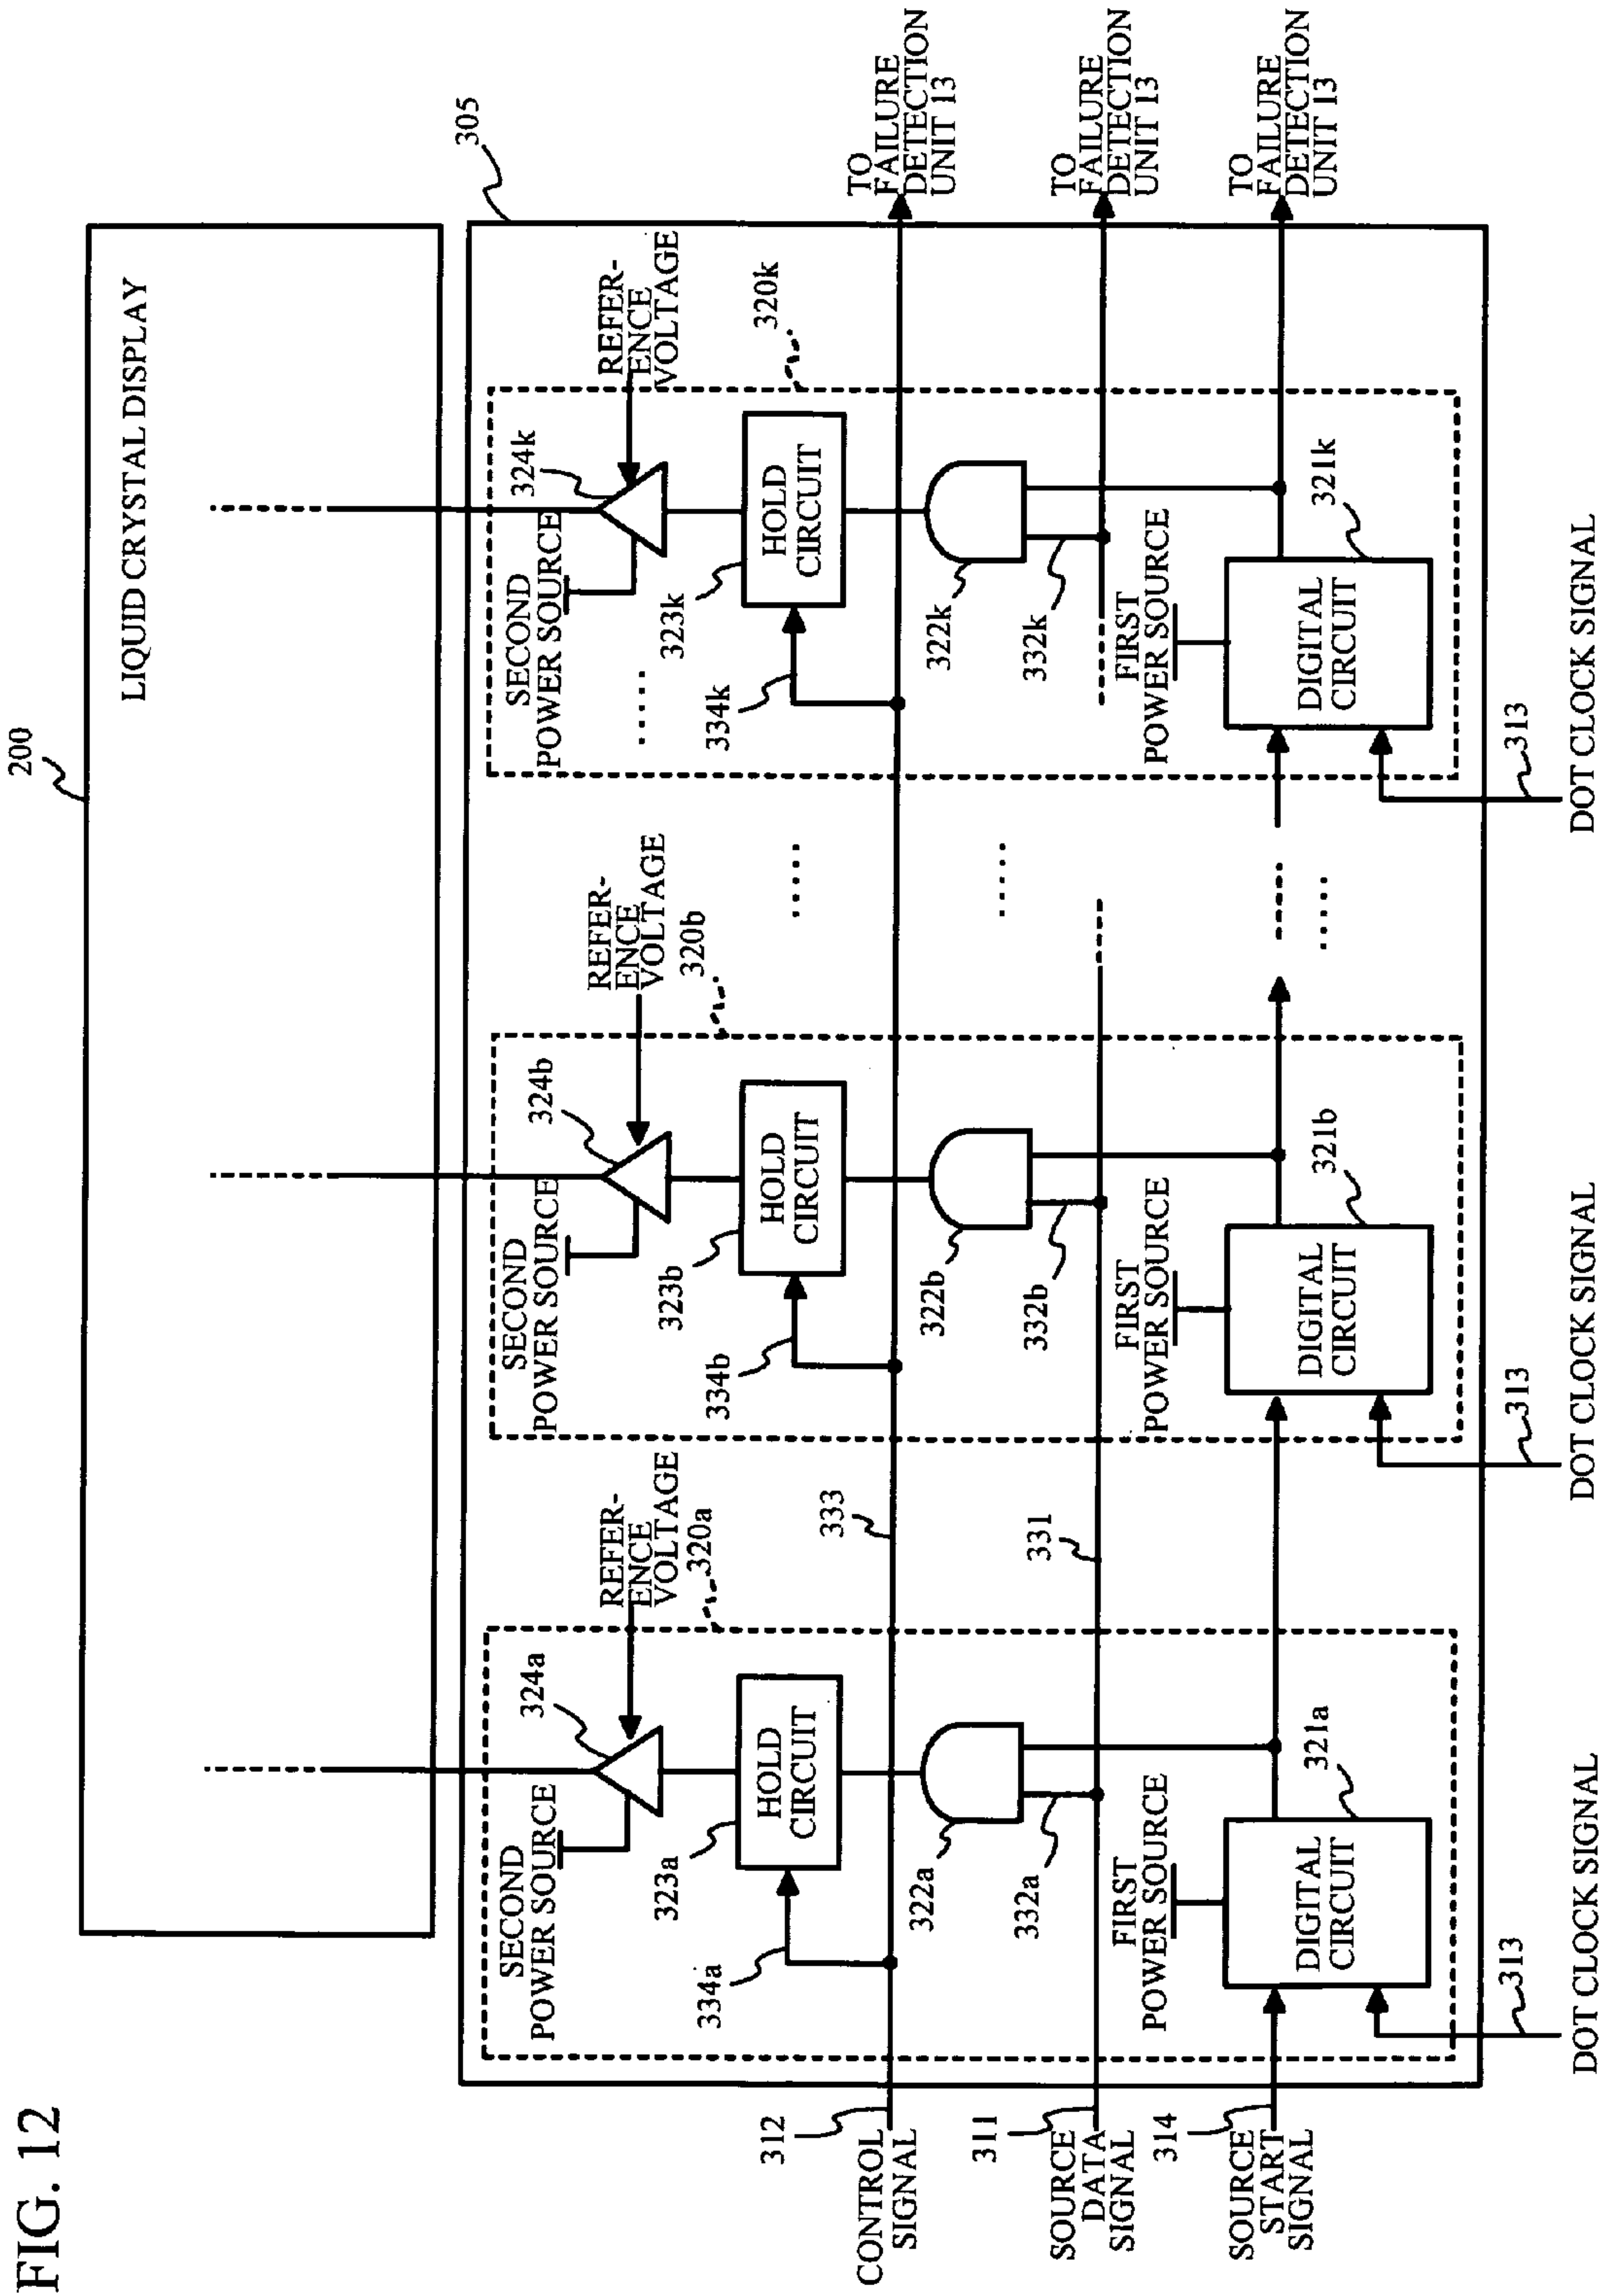 FIG. 12
200
LIQUID CRYSTAL DISPLAY
305
SECOND
POWER SOURCE
324a
REFER-
ENCE
VOLTAGE
320a
SECOND
POWER SOURCE
324b
REFER-
ENCE
VOLTAGE
320b
SECOND
POWER SOURCE
.....
324k
REFER-
ENCE
VOLTAGE
320k
334a
323a
HOLD
CIRCUIT
334b
323b
HOLD
CIRCUIT
.....
334k
323k
HOLD
CIRCUIT
312
CONTROL
SIGNAL
333
TO
FAILURE
DETECTION
UNIT 13
322a
332a
322b
332b
.....
322k
332k
311
SOURCE
DATA
SIGNAL
331
TO
FAILURE
DETECTION
UNIT 13
FIRST
POWER SOURCE
FIRST
POWER SOURCE
FIRST
POWER SOURCE
314
SOURCE
START
SIGNAL
DIGITAL
CIRCUIT
321a
DIGITAL
CIRCUIT
321b
.....
DIGITAL
CIRCUIT
321k
TO
FAILURE
DETECTION
UNIT 13
313
DOT CLOCK SIGNAL
313
DOT CLOCK SIGNAL
313
DOT CLOCK SIGNAL